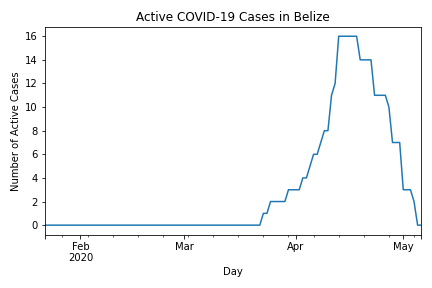 Active COVID-19 Cases in Belize
Number of Active Cases
16
14
12
10
8
6
4
2
0
Feb Mar Apr May
2020
Day